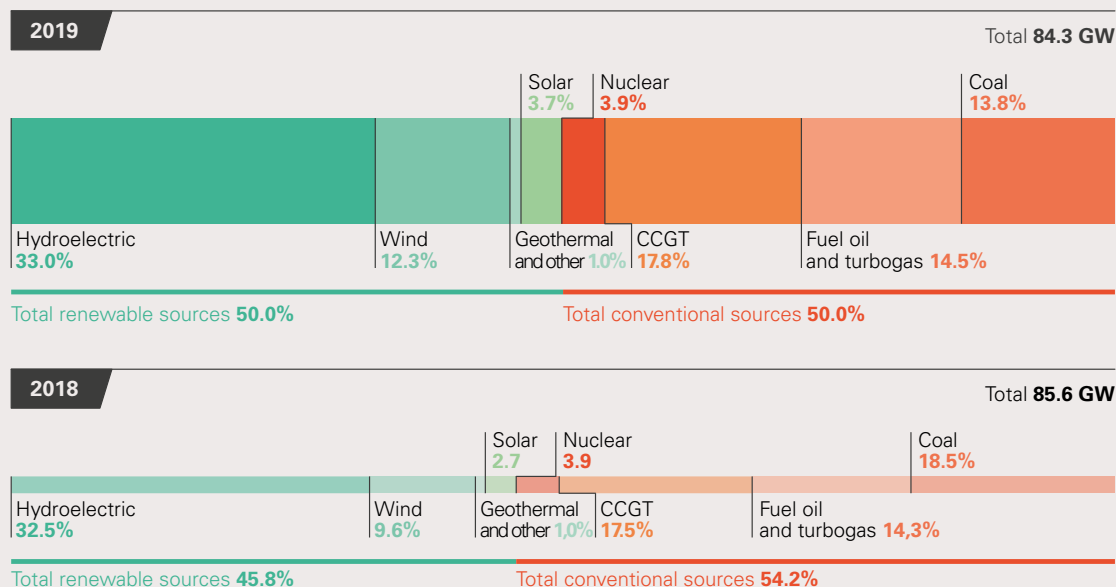 2019
Total 84.3 GW
Solar
3.7%
Nuclear
3.9%
Coal
13.8%
Hydroelectric
33.0%
Wind
12.3%
Geothermal
and other 1.0%
CCGT
17.8%
Fuel oil
and turbogas 14.5%
Total renewable sources 50.0%
Total conventional sources 50.0%
2018
Total 85.6 GW
Solar
2.7
Nuclear
3.9
Coal
18.5%
Hydroelectric
32.5%
Wind
9.6%
Geothermal
and other 1,0%
CCGT
17.5%
Fuel oil
and turbogas 14,3%
Total renewable sources 45.8%
Total conventional sources 54.2%